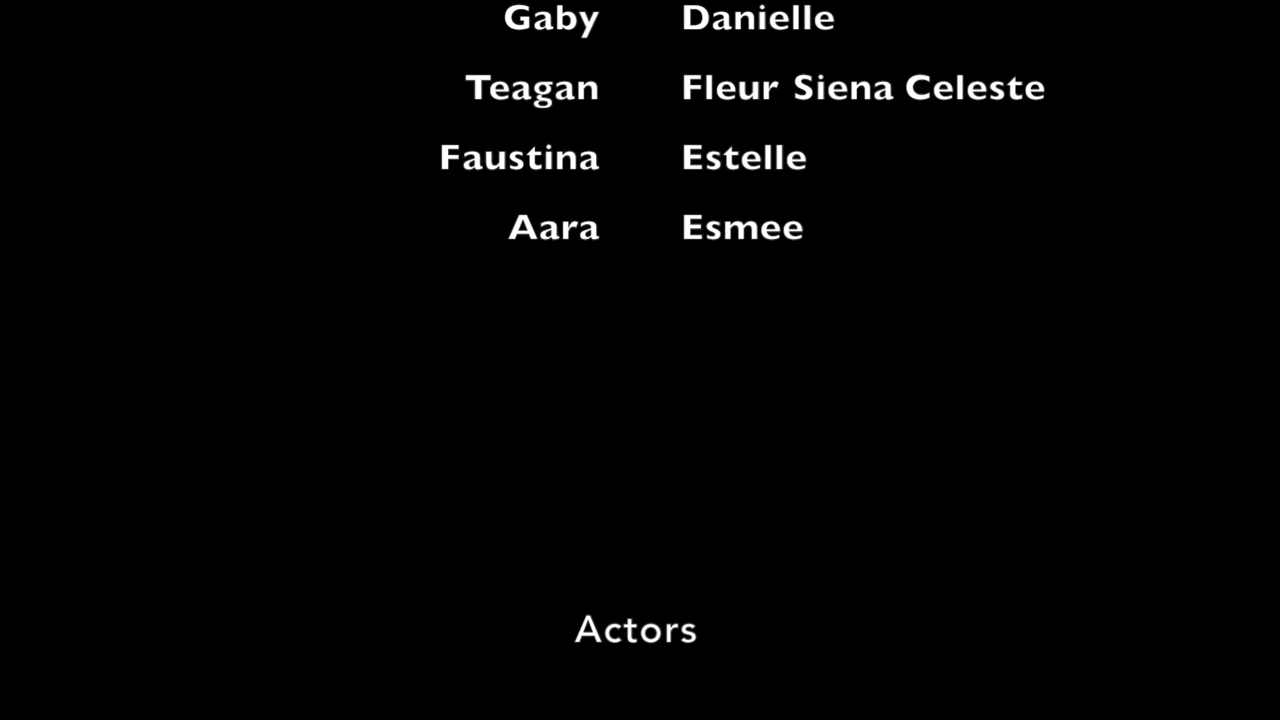 Gaby Danielle
Teagan Fleur Siena Celeste
Faustina Estelle
Aara Esmee
Actors